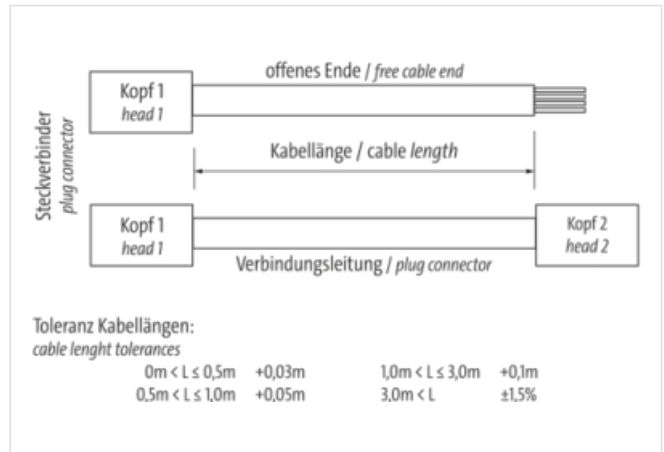 offenes Ende / free cable end
Kopf 1
head 1
Steckverbinder
plug connector
Kabellänge / cable length
Kopf 1
head 1
Kopf 2
head 2
Verbindungsleitung / plug connector
Toleranz Kabellängen:
cable lenght tolerances
0m < L ≤ 0,5m +0,03m 1,0m < L ≤ 3,0m +0,1m
0,5m < L ≤ 1,0m +0,05m 3,0m < L ±1,5%